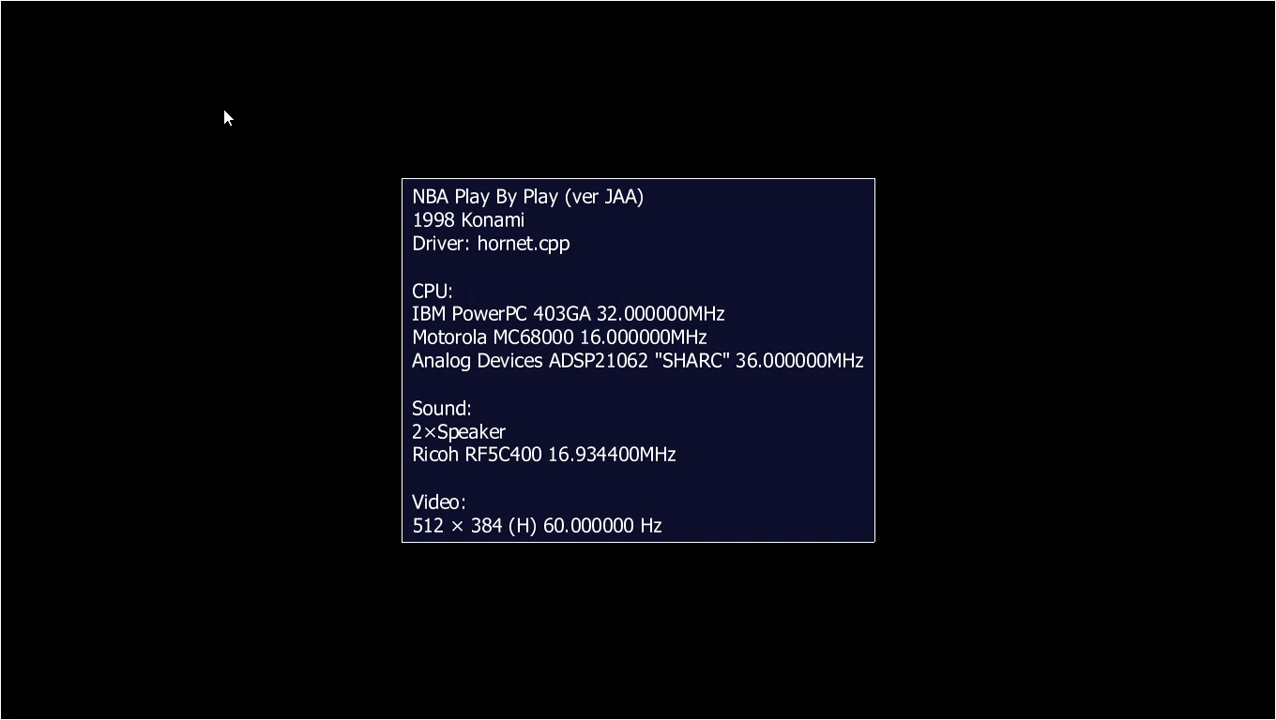 NBA Play By Play (ver JAA)
1998 Konami
Driver: hornet.cpp
CPU:
IBM PowerPC 403GA 32.000000MHz
Motorola MC68000 16.000000MHz
Analog Devices ADSP21062 "SHARC" 36.000000MHz
Sound:
2×Speaker
Ricoh RF5C400 16.934400MHz
Video:
512 × 384 (H) 60.000000 Hz